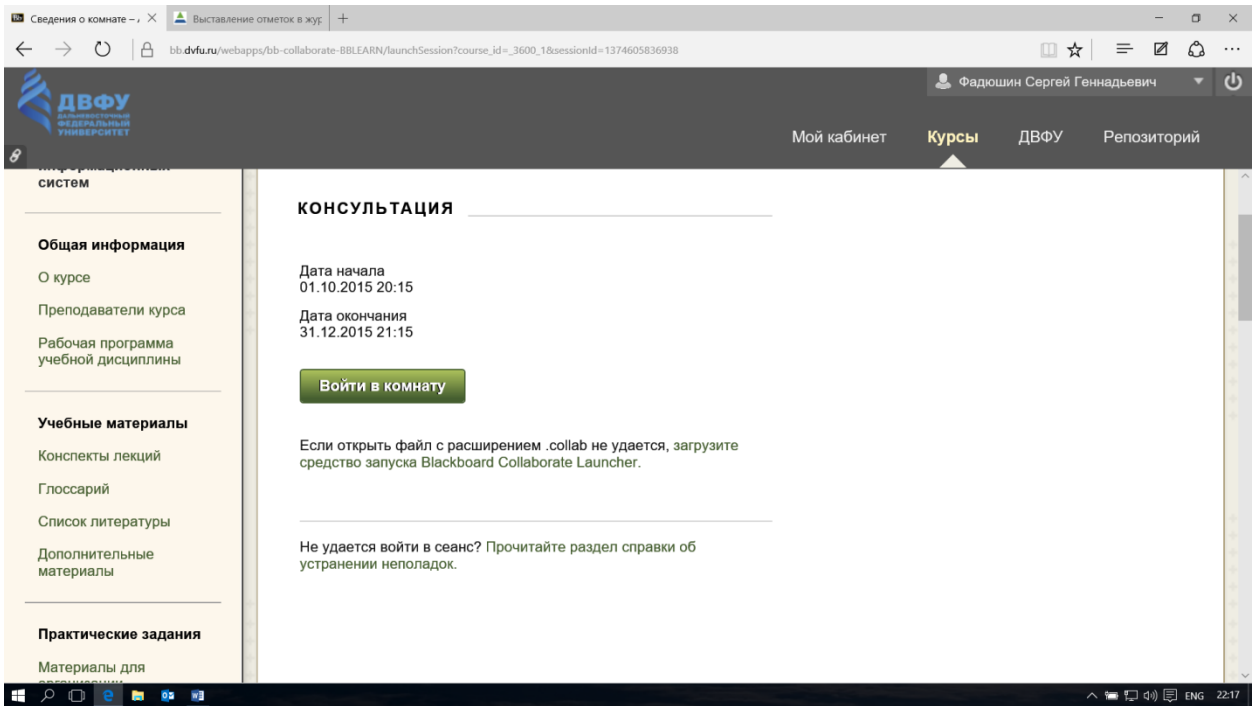 Сведения о комнате – ,
Выставление отметок в жур
bb.dvfu.ru/webapps/bb-collaborate-BBLEARN/launchSession?course_id=_3600_1&sessionId=1374605836938
ДВФУ
ДАЛЬНЕВОСТОЧНЫЙ
ФЕДЕРАЛЬНЫЙ
УНИВЕРСИТЕТ
Фадюшин Сергей Геннадьевич
Мой кабинет
Курсы
ДВФУ
Репозиторий
систем
Общая информация
О курсе
Преподаватели курса
Рабочая программа
учебной дисциплины
Учебные материалы
Конспекты лекций
Глоссарий
Список литературы
Дополнительные
материалы
Практические задания
Материалы для
КОНСУЛЬТАЦИЯ
Дата начала
01.10.2015 20:15
Дата окончания
31.12.2015 21:15
Войти в комнату
Если открыть файл с расширением .collab не удается, загрузите
средство запуска Blackboard Collaborate Launcher.
Не удается войти в сеанс? Прочитайте раздел справки об
устранении неполадок.
ENG 22:17